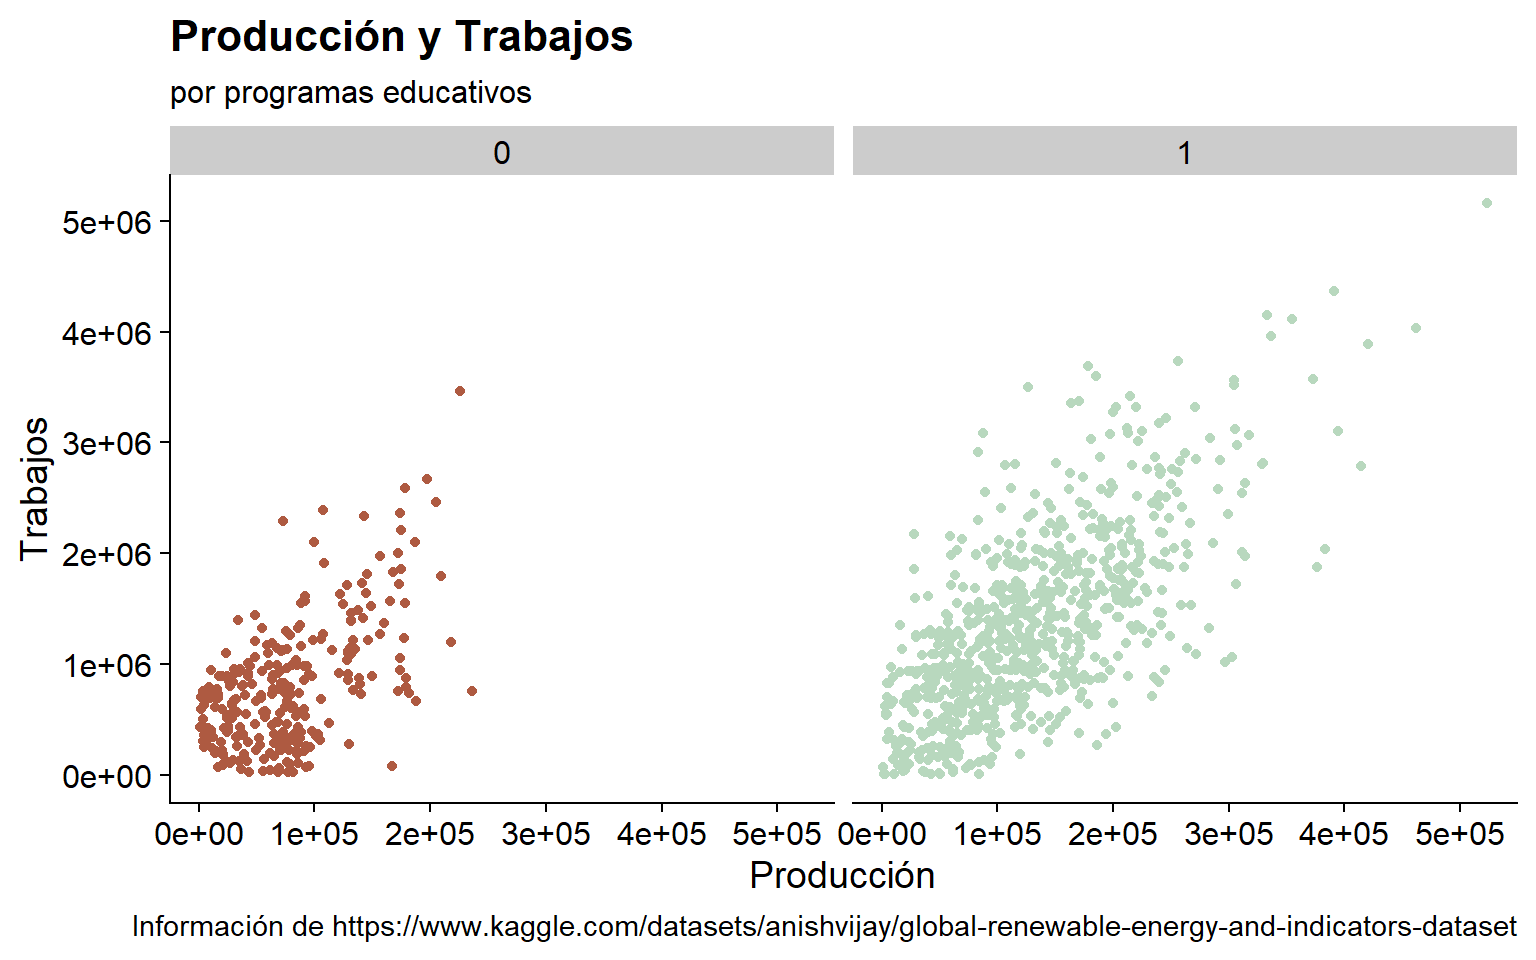 Producción y Trabajos
por programas educativos
0 1
5e+06
4e+06
3e+06
2e+06
1e+06
0e+00
Trabajos
0e+00 1e+05 2e+05 3e+05 4e+05 5e+05 0e+00 1e+05 2e+05 3e+05 4e+05 5e+05
Producción
Información de https://www.kaggle.com/datasets/anishvijay/global-renewable-energy-and-indicators-dataset